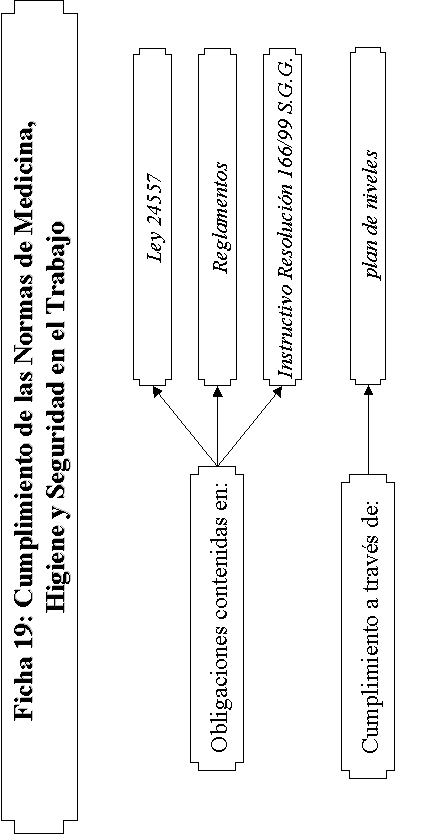 Ficha 19: Cumplimiento de las Normas de Medicina,
Higiene y Seguridad en el Trabajo
Obligaciones contenidas en:
Ley 24557
Reglamentos
Instructivo Resolución 166/99 S.G.G.
Cumplimiento a través de:
plan de niveles